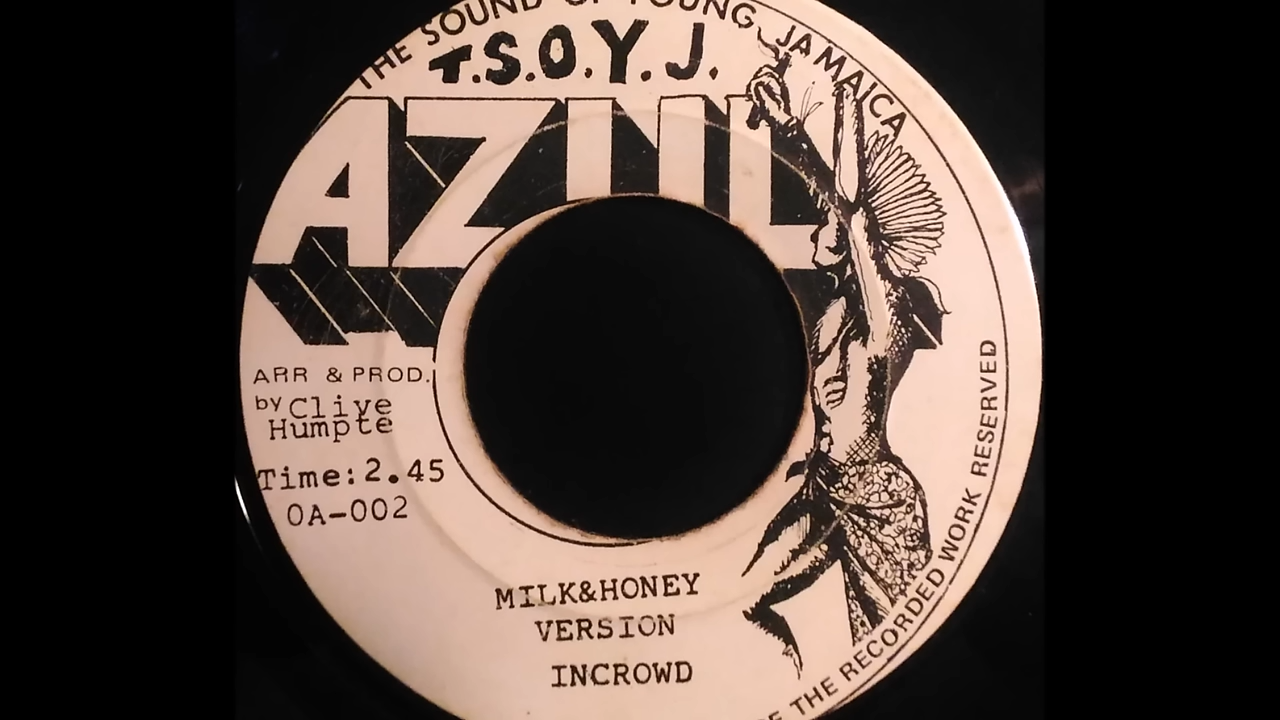 THE SOUND OF YOUNG JAMAICA
T.S.O.Y.J.
AZUL
ARR & PROD.
by Clive
Humpte
Time: 2.45
OA-002
MILK&HONEY
VERSION
INCROWD
THE RECORDED WORK RESERVED